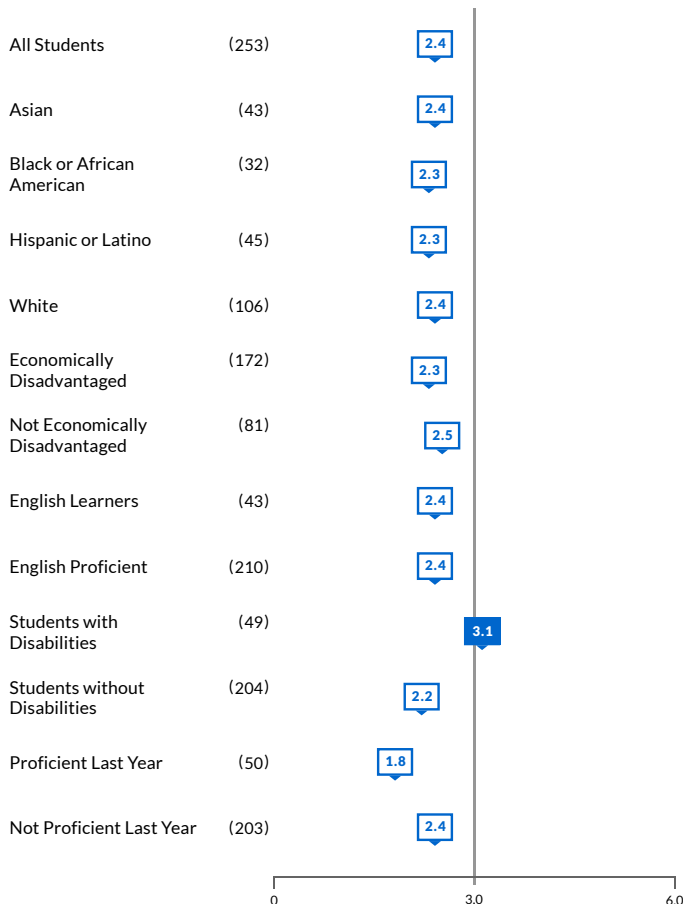 All Students (253) 2.4
Asian (43) 2.4
Black or African (32)
American 2.3
Hispanic or Latino (45) 2.3
White (106) 2.4
Economically (172)
Disadvantaged 2.3
Not Economically (81)
Disadvantaged 2.5
English Learners (43) 2.4
English Proficient (210) 2.4
Students with (49)
Disabilities 3.1
Students without (204)
Disabilities 2.2
Proficient Last Year (50) 1.8
Not Proficient Last Year (203) 2.4
0 3.0 6.0